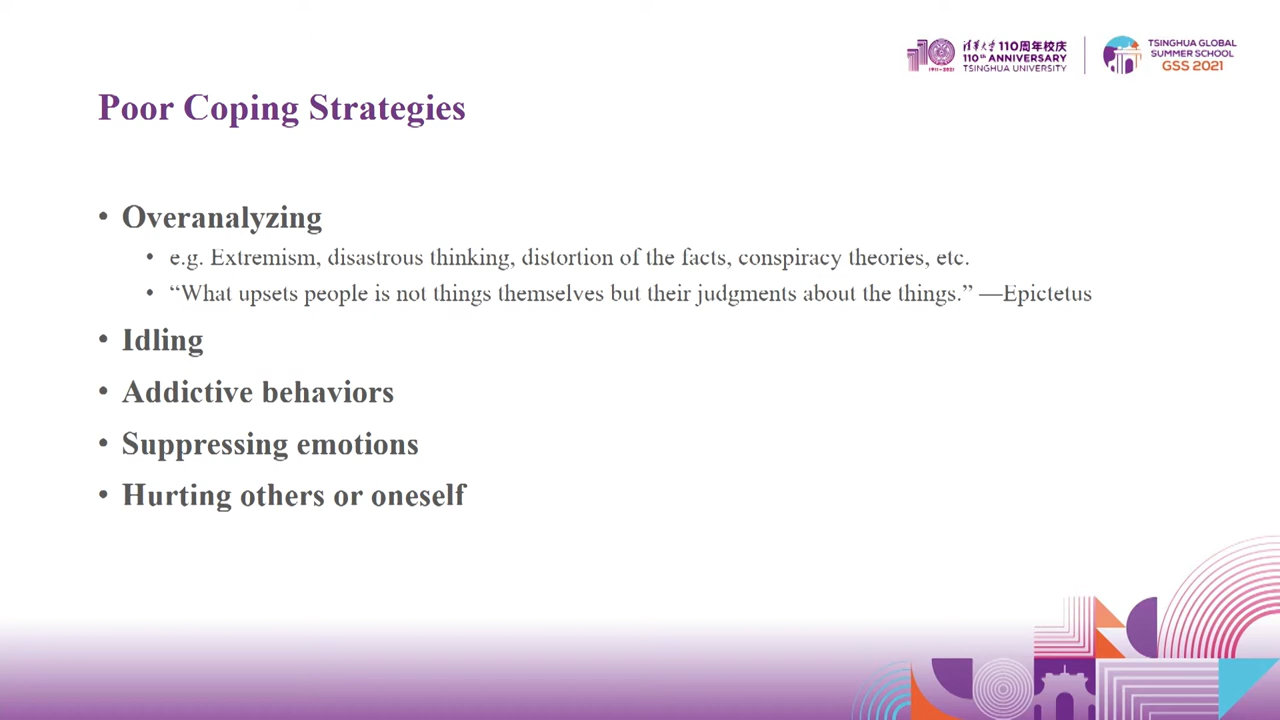 清华大学 110周年校庆
110th ANNIVERSARY
TSINGHUA UNIVERSITY
1911-2021
TSINGHUA GLOBAL
SUMMER SCHOOL
GSS 2021
Poor Coping Strategies
• Overanalyzing
• e.g. Extremism, disastrous thinking, distortion of the facts, conspiracy theories, etc.
• “What upsets people is not things themselves but their judgments about the things.” —Epictetus
• Idling
• Addictive behaviors
• Suppressing emotions
• Hurting others or oneself